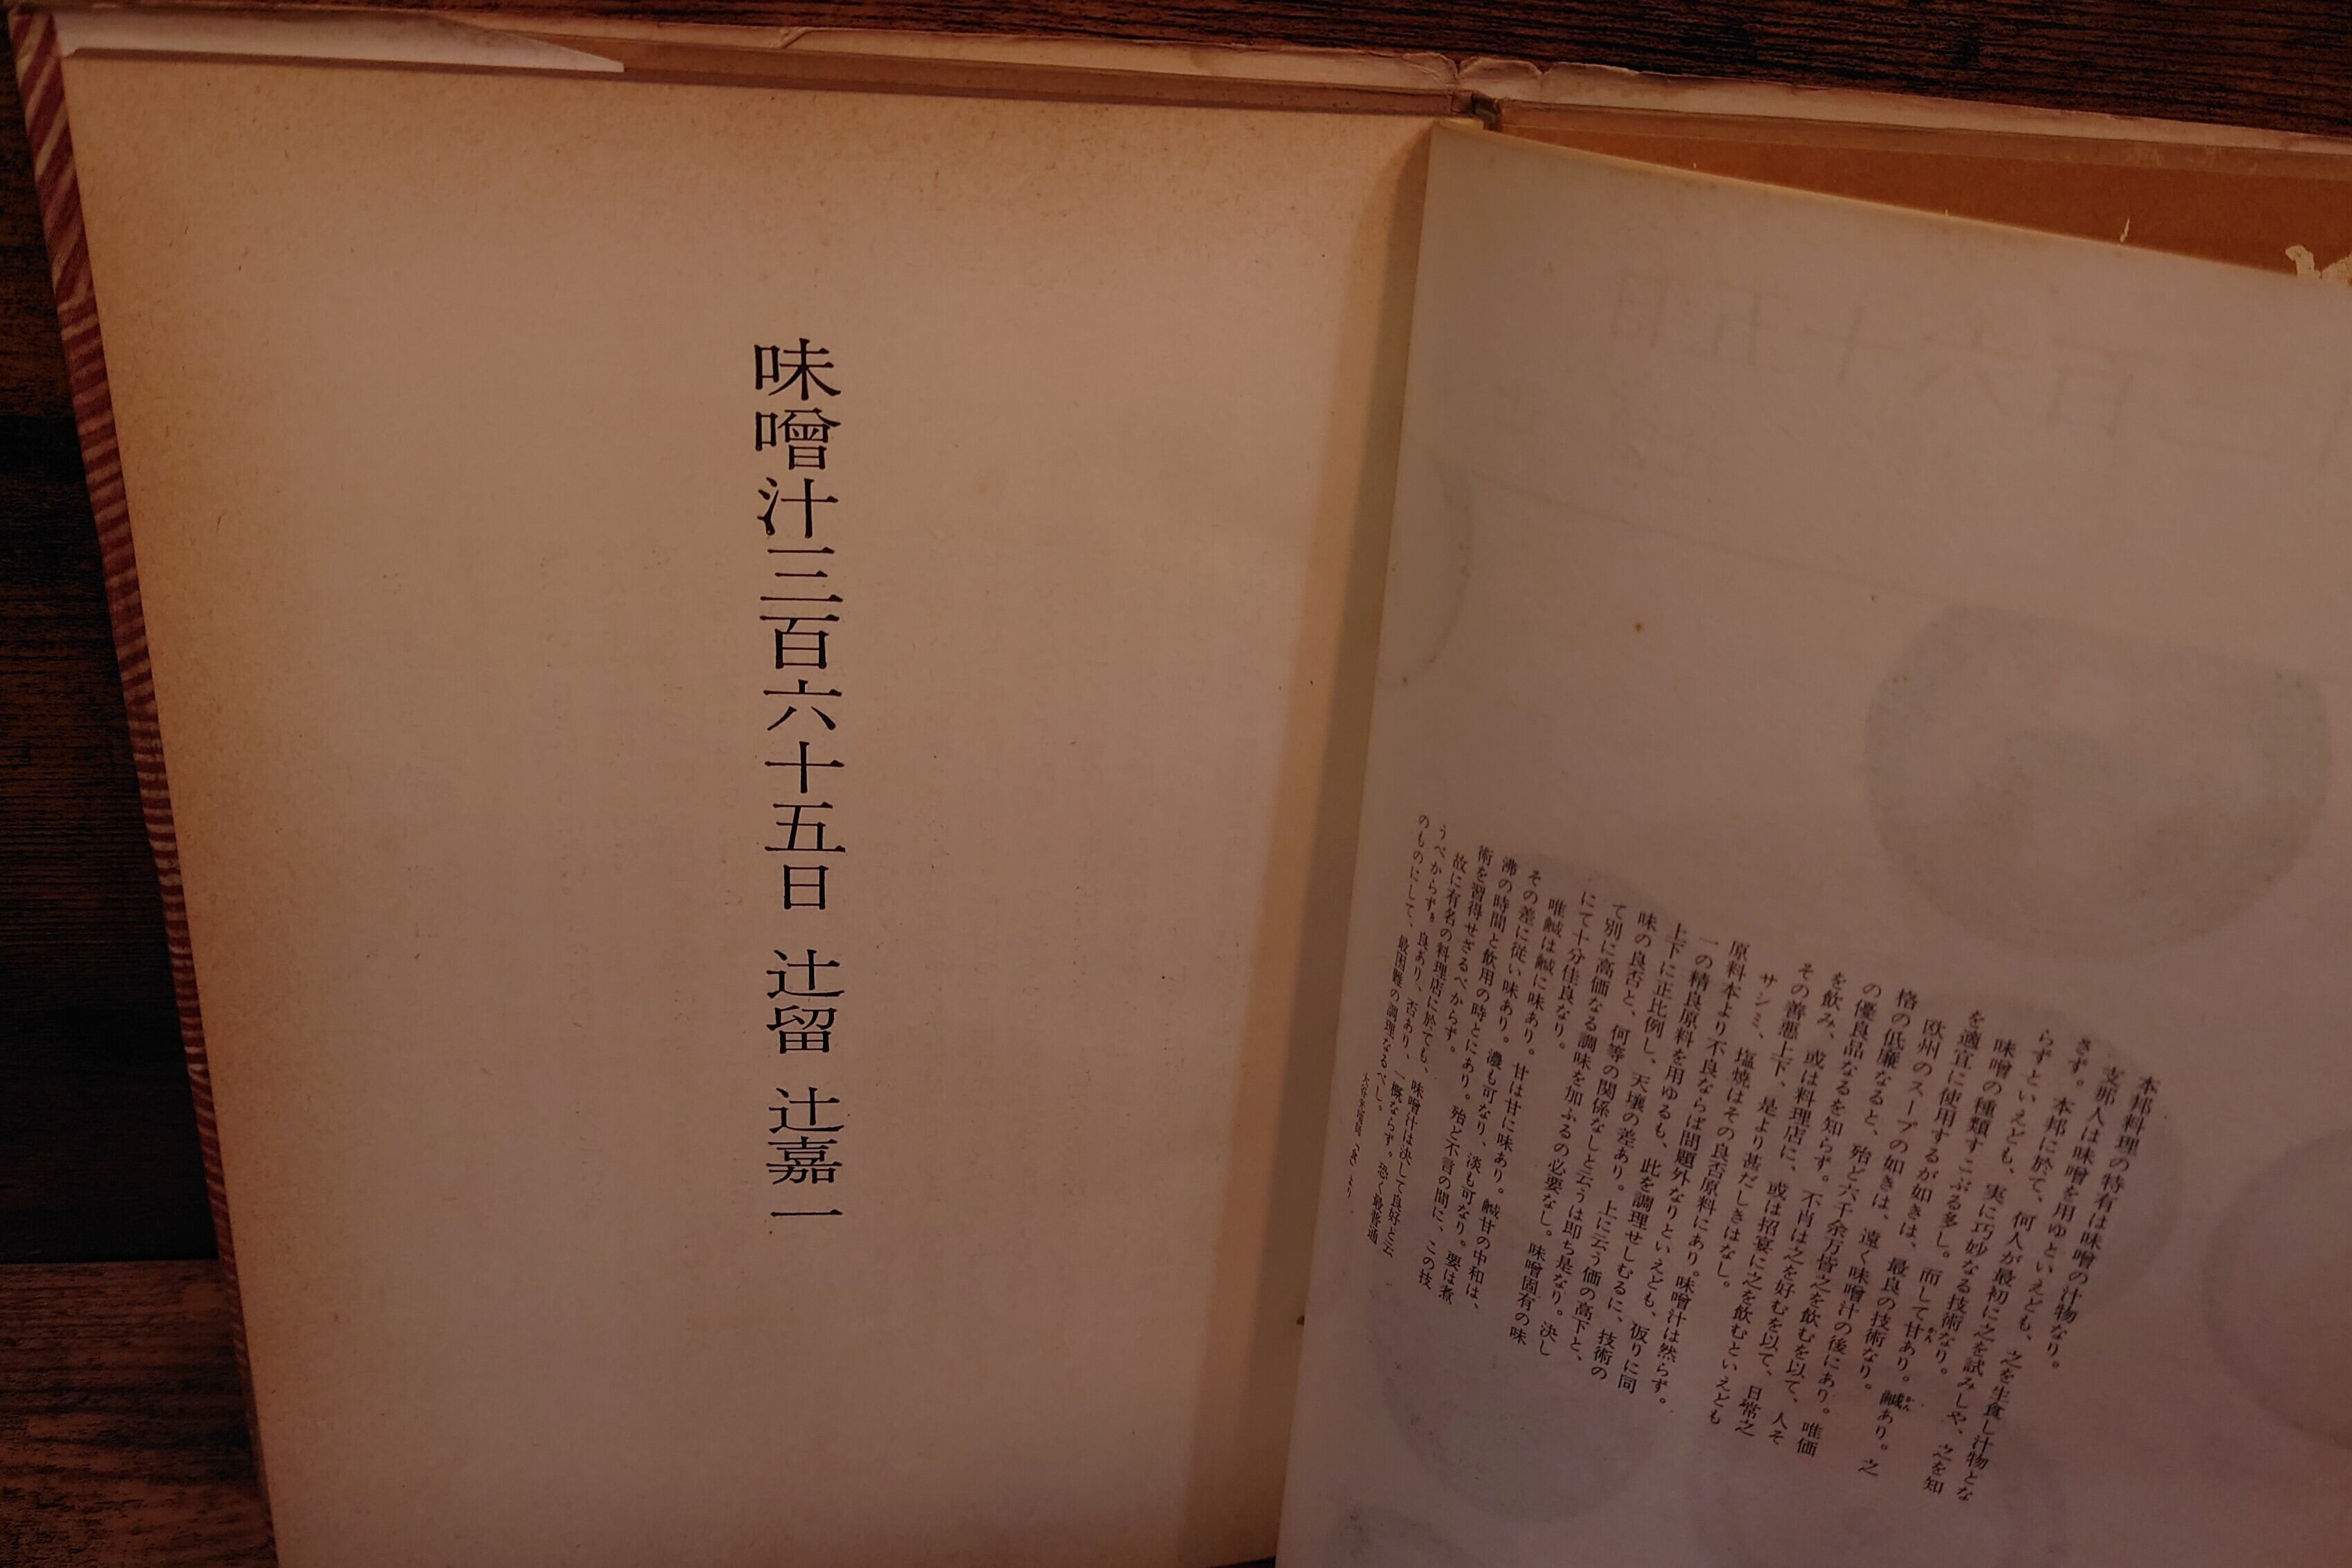 本邦料理の特有は味噌の汁物なり。
支那人は味噌を用ゆといえども、之を生食し汁物とな
さず。本邦に於て、何人が最初に之を試みしや、之を知
らずといえども、実に巧妙なる技術なり。
味噌の種類すこぶる多し。而して甘あり。鹹あり。之
を適宜に使用するが如きは、最良の技術なり。
欧州のスープの如きは、遠く味噌汁の後にあり。唯価
格の低廉なると、殆ど六千余万皆之を飲むを以て、人そ
の優良品なるを知らず。不肖は之を好むを以て、日常之
を飲み、或は料理店に、或は招宴に之を飲むといえども
その善悪上下、是より甚だしきはなし。
サシミ、塩焼はその良否原料にあり。味噌汁は然らず。
原料本より不良ならば問題外なりといえども、仮りに同
一の精良原料を用ゆるも、此を調理せしむるに、技術の
上下に正比例し、天壌の差あり。上に云う価の高下と、
味の良否と、何等の関係なしと云うは即ち是なり。決し
て別に高価なる調味を加ふるの必要なし。味噌固有の味
にて十分佳良なり。
唯鹹は鹹に味あり。甘は甘に味あり。鹹甘の中和は、
その差に従い味あり。濃も可なり、淡も可なり。要は煮
沸の時間と飲用の時とにあり。殆ど不言の間に、この技
術を習得せざるべからず。
故に有名の料理店に於ても、味噌汁は決して良好と云
うべからず。良あり、否あり、一概ならず。恐く最普通
のものにして、最困難の調理なるべし。
より
味噌汁三百六十五日 辻留 辻嘉一